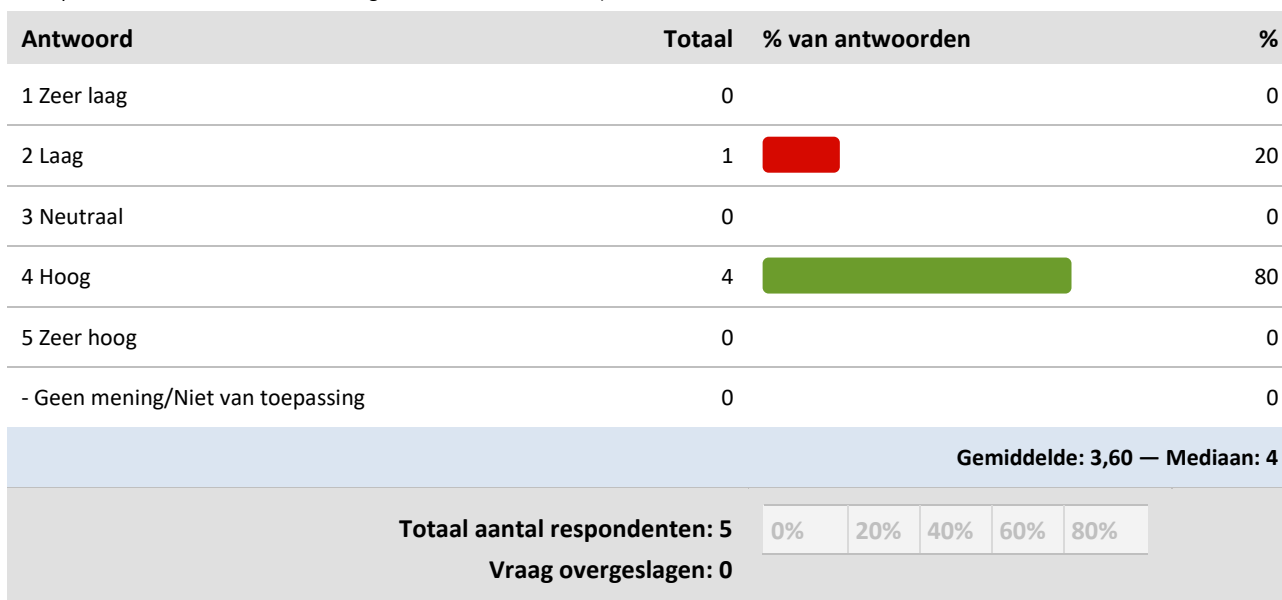 Antwoord Totaal % van antwoorden %
1 Zeer laag 0 0
2 Laag 1 20
3 Neutraal 0 0
4 Hoog 4 80
5 Zeer hoog 0 0
- Geen mening/Niet van toepassing 0 0
Gemiddelde: 3,60 — Mediaan: 4
Totaal aantal respondenten: 5 0% 20% 40% 60% 80%
Vraag overgeslagen: 0